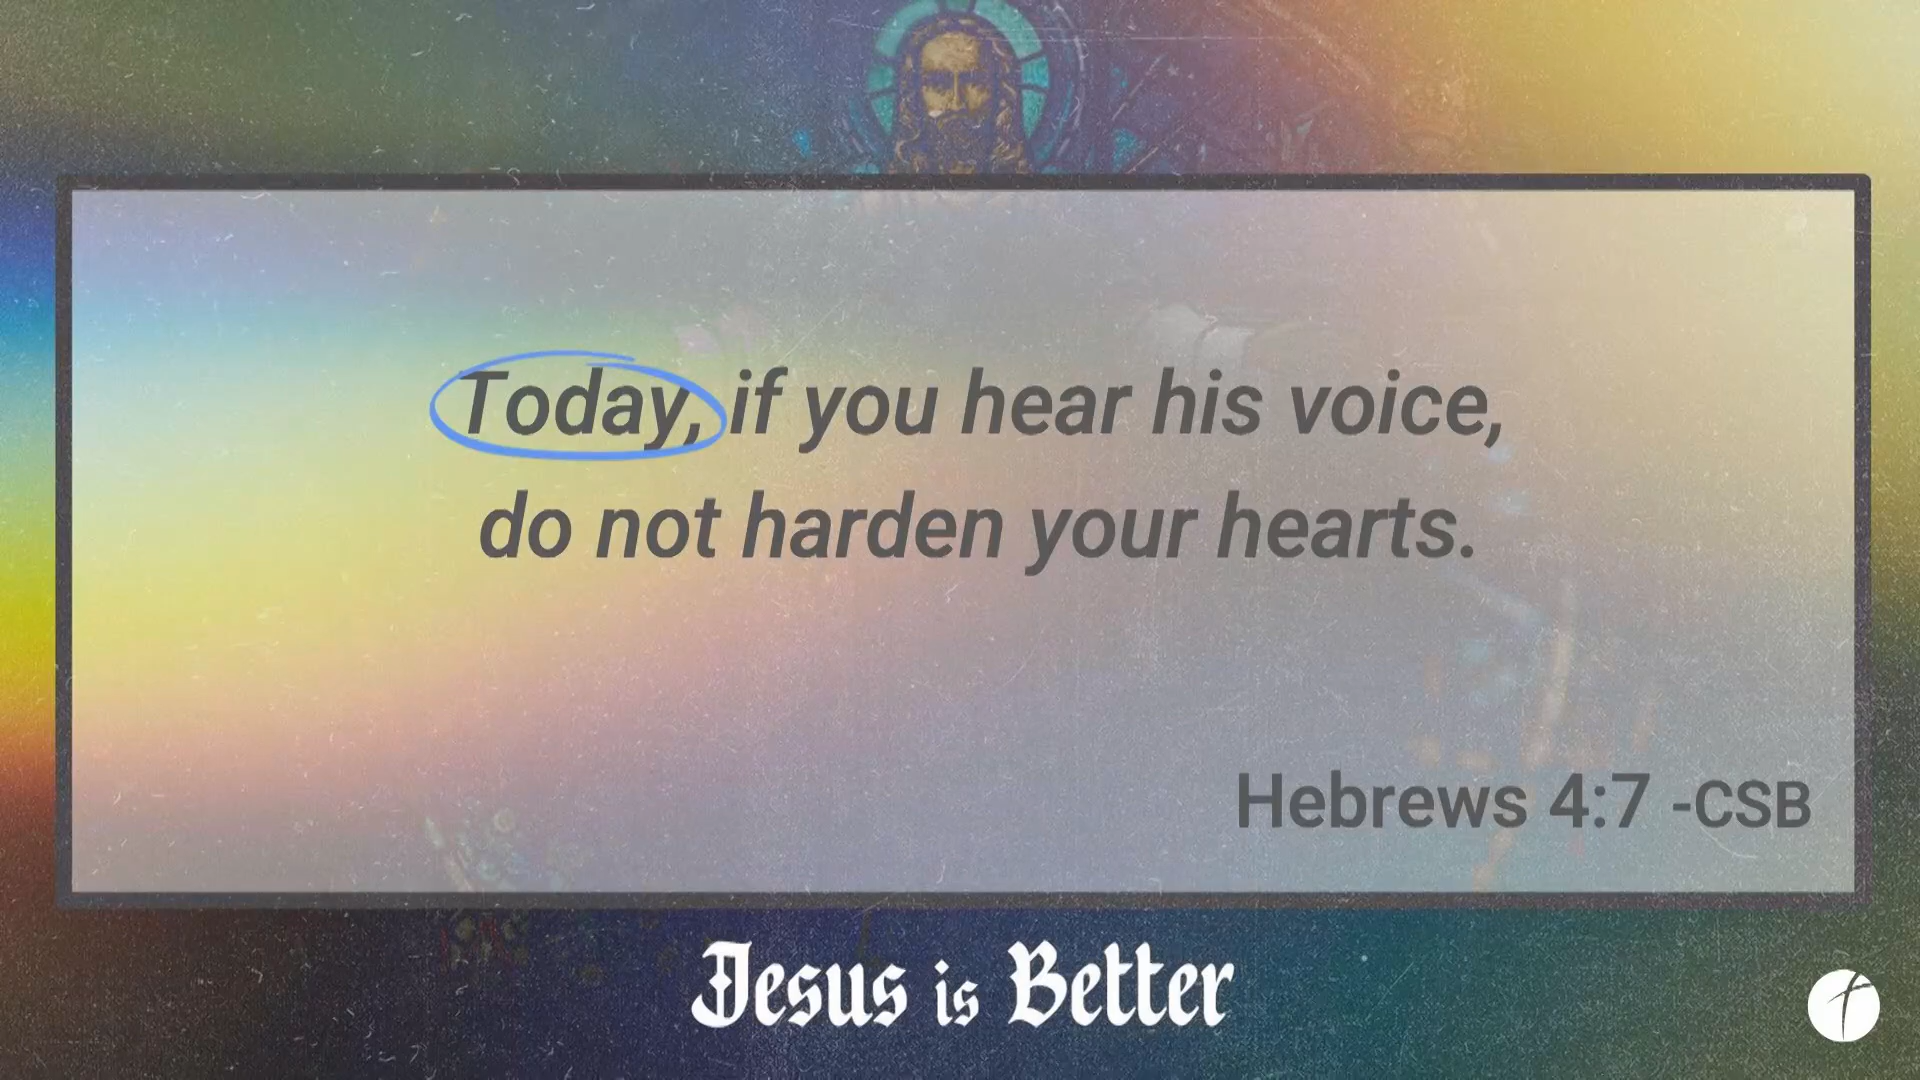 Today, if you hear his voice,
do not harden your hearts.
Hebrews 4:7 -CSB
Jesus is Better